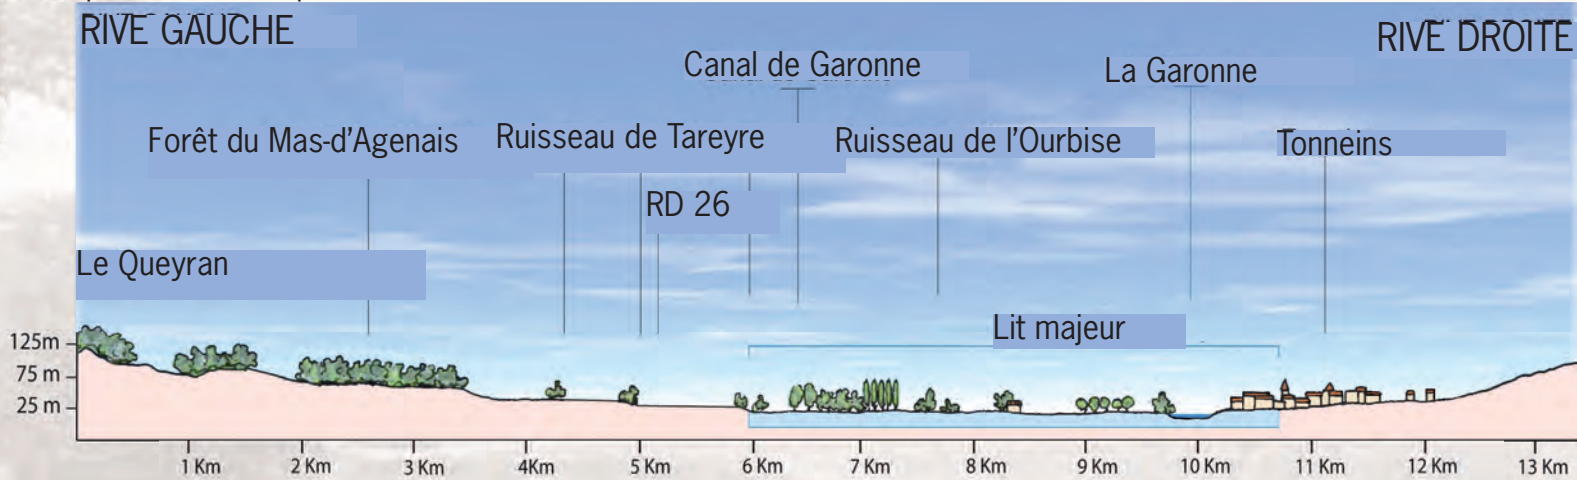 RIVE GAUCHE
RIVE DROITE
Canal de Garonne
La Garonne
Forêt du Mas-d'Agenais
Ruisseau de Tareyre
Ruisseau de l'Ourbise
Tonneins
RD 26
Le Queyran
Lit majeur
125m
75 m
25 m
1 Km
2 Km
3 Km
4Km
5 Km
6 Km
7 Km
8 Km
9 Km
10 Km
11 Km
12 Km
13 Km